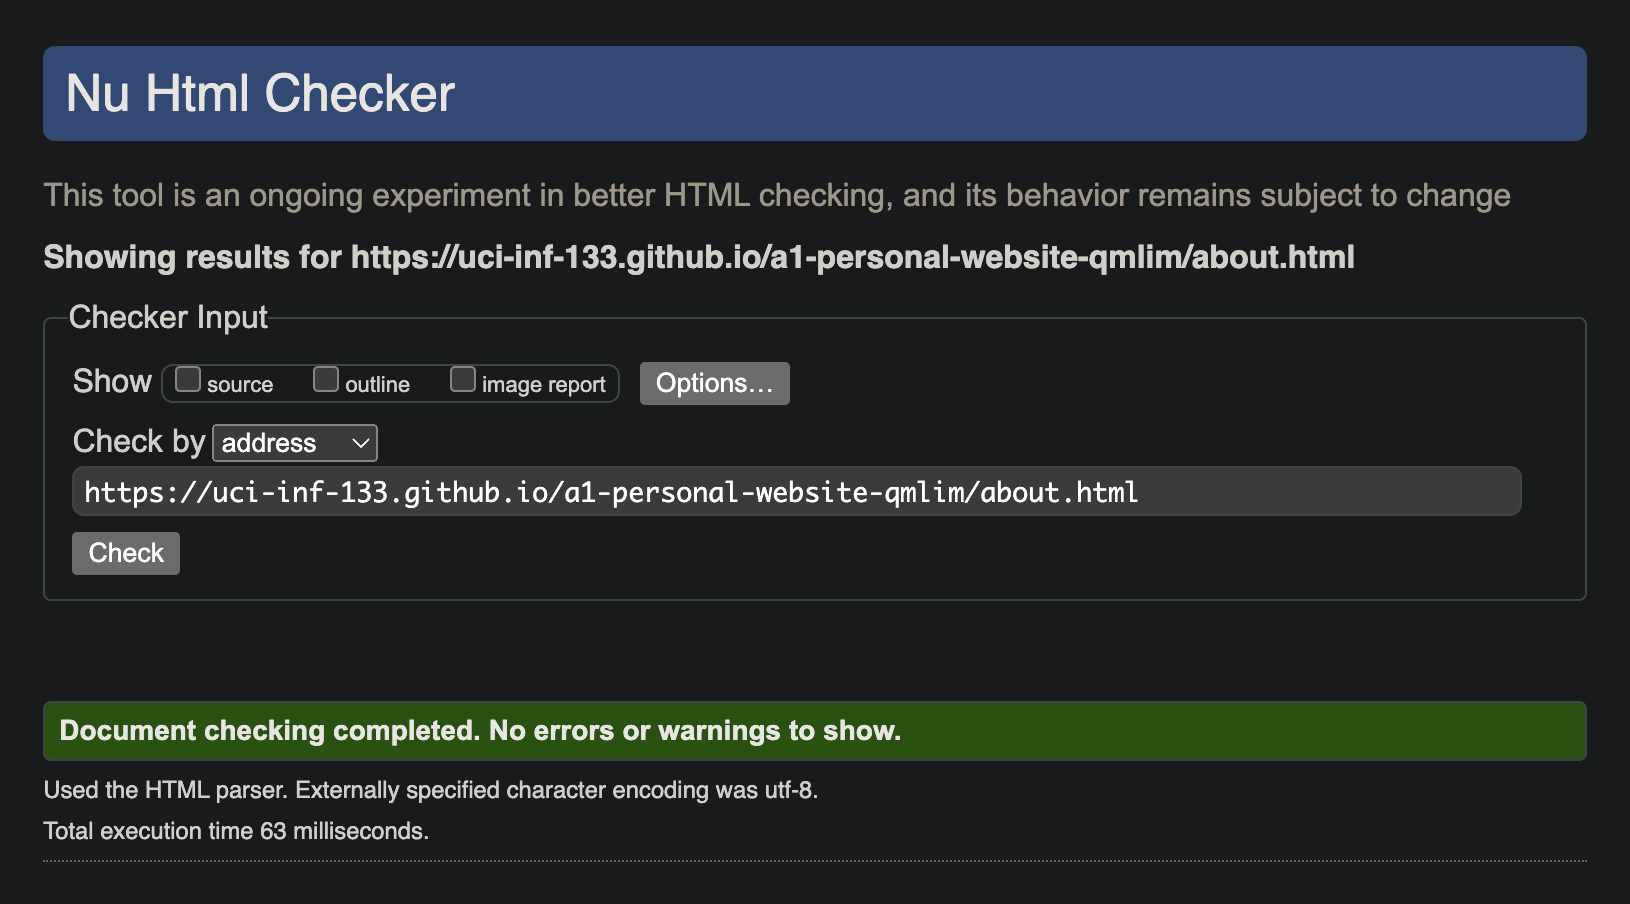 Nu Html Checker
This tool is an ongoing experiment in better HTML checking, and its behavior remains subject to change
Showing results for https://uci-inf-133.github.io/a1-personal-website-qmlim/about.html
Checker Input
Show source outline image report Options...
Check by address
https://uci-inf-133.github.io/a1-personal-website-qmlim/about.html
Check
Document checking completed. No errors or warnings to show.
Used the HTML parser. Externally specified character encoding was utf-8.
Total execution time 63 milliseconds.